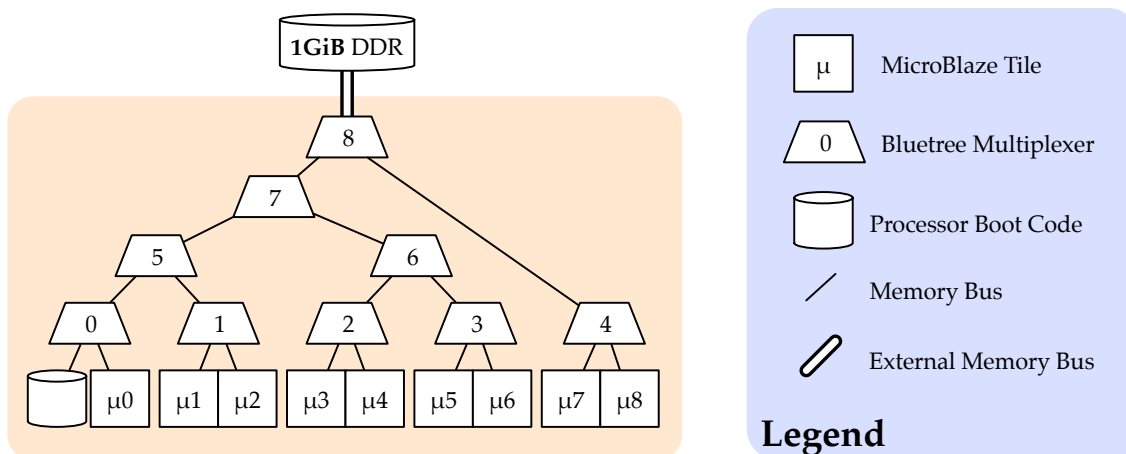 1GiB DDR
8
7
5 6
0 1 2 3 4
μ0 μ1 μ2 μ3 μ4 μ5 μ6 μ7 μ8
μ MicroBlaze Tile
0 Bluetree Multiplexer
Processor Boot Code
Memory Bus
External Memory Bus
Legend